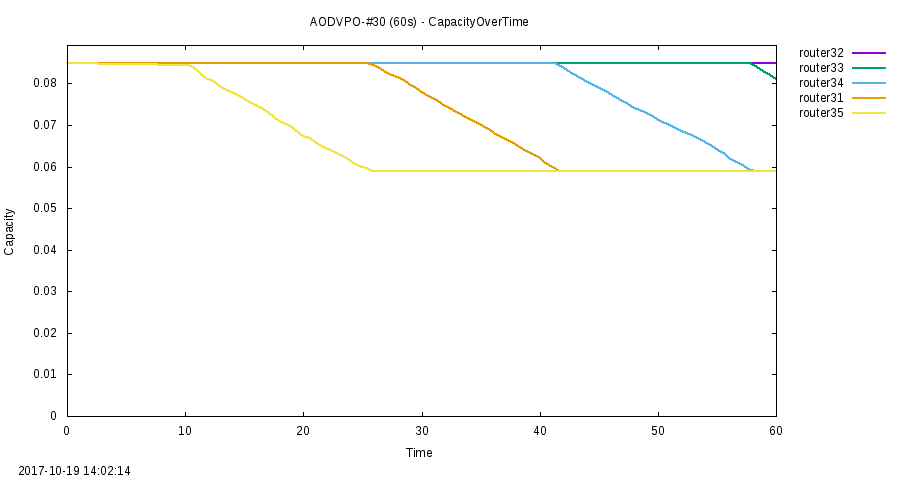 AODVPO-#30 (60s) - CapacityOverTime
router32
router33
router34
router31
router35
0.08
0.07
0.06
0.05
0.04
0.03
0.02
0.01
0
Capacity
0 10 20 30 40 50 60
Time
2017-10-19 14:02:14